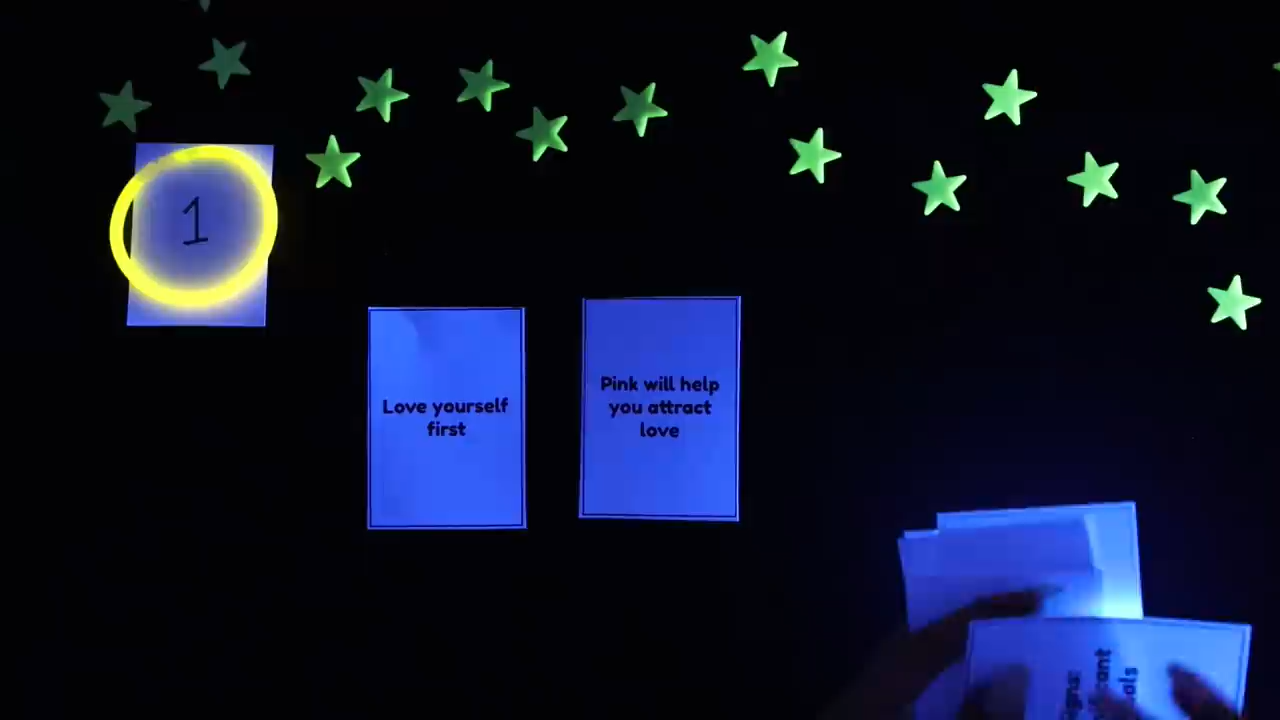 1
Love yourself
first
Pink will help
you attract
love